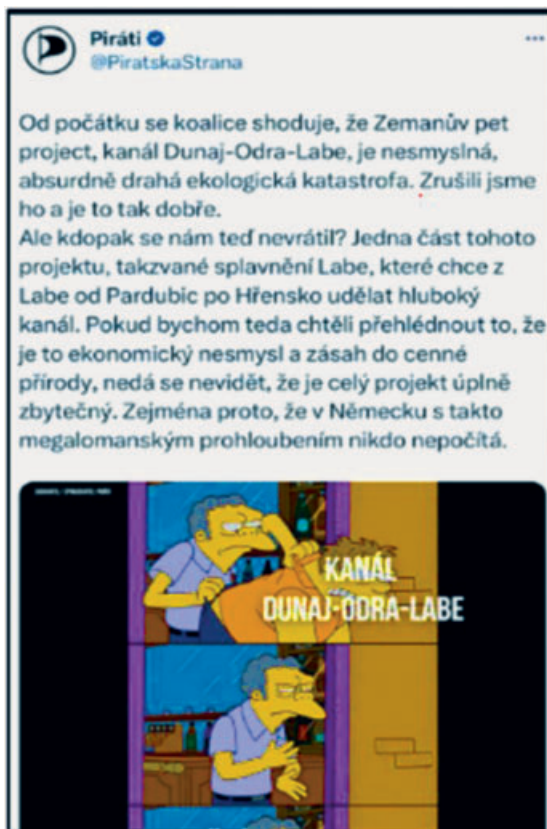 Piráti
@PiratskaStrana
Od počátku se koalice shoduje, že Zemanův pet
project, kanál Dunaj-Odra-Labe, je nesmyslná,
absurdně drahá ekologická katastrofa. Zrušili jsme
ho a je to tak dobře.
Ale kdopak se nám teď nevrátil? Jedna část tohoto
projektu, takzvané splavnění Labe, které chce z
Labe od Pardubic po Hřensko udělat hluboký
kanál. Pokud bychom teda chtěli přehlédnout to, že
je to ekonomický nesmysl a zásah do cenné
přírody, nedá se nevidět, že je celý projekt úplně
zbytečný. Zejména proto, že v Německu s takto
megalomanským prohloubením nikdo nepočítá.
KANÁL
DUNAJ-ODRA-LABE